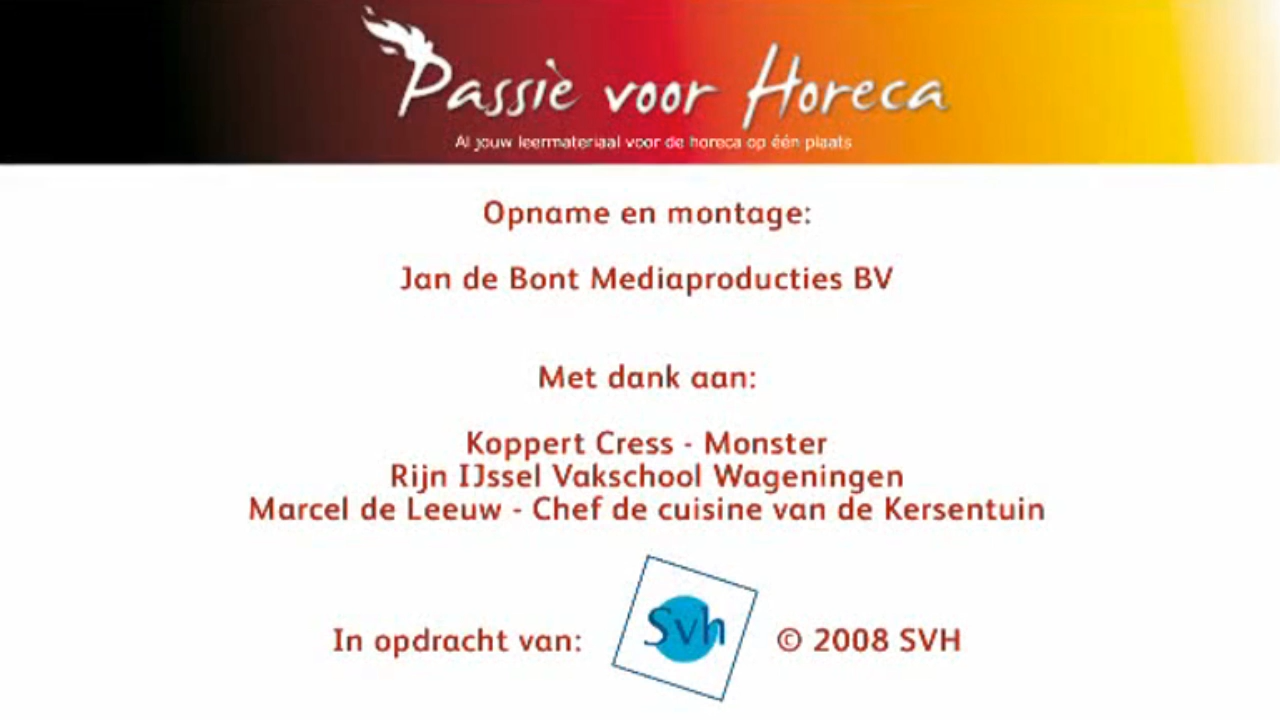 Passie voor Horeca
Al jouw leermateriaal voor de horeca op één plaats
Opname en montage:
Jan de Bont Mediaproducties BV
Met dank aan:
Koppert Cress - Monster
Rijn IJssel Vakschool Wageningen
Marcel de Leeuw - Chef de cuisine van de Kersentuin
In opdracht van: Svh © 2008 SVH